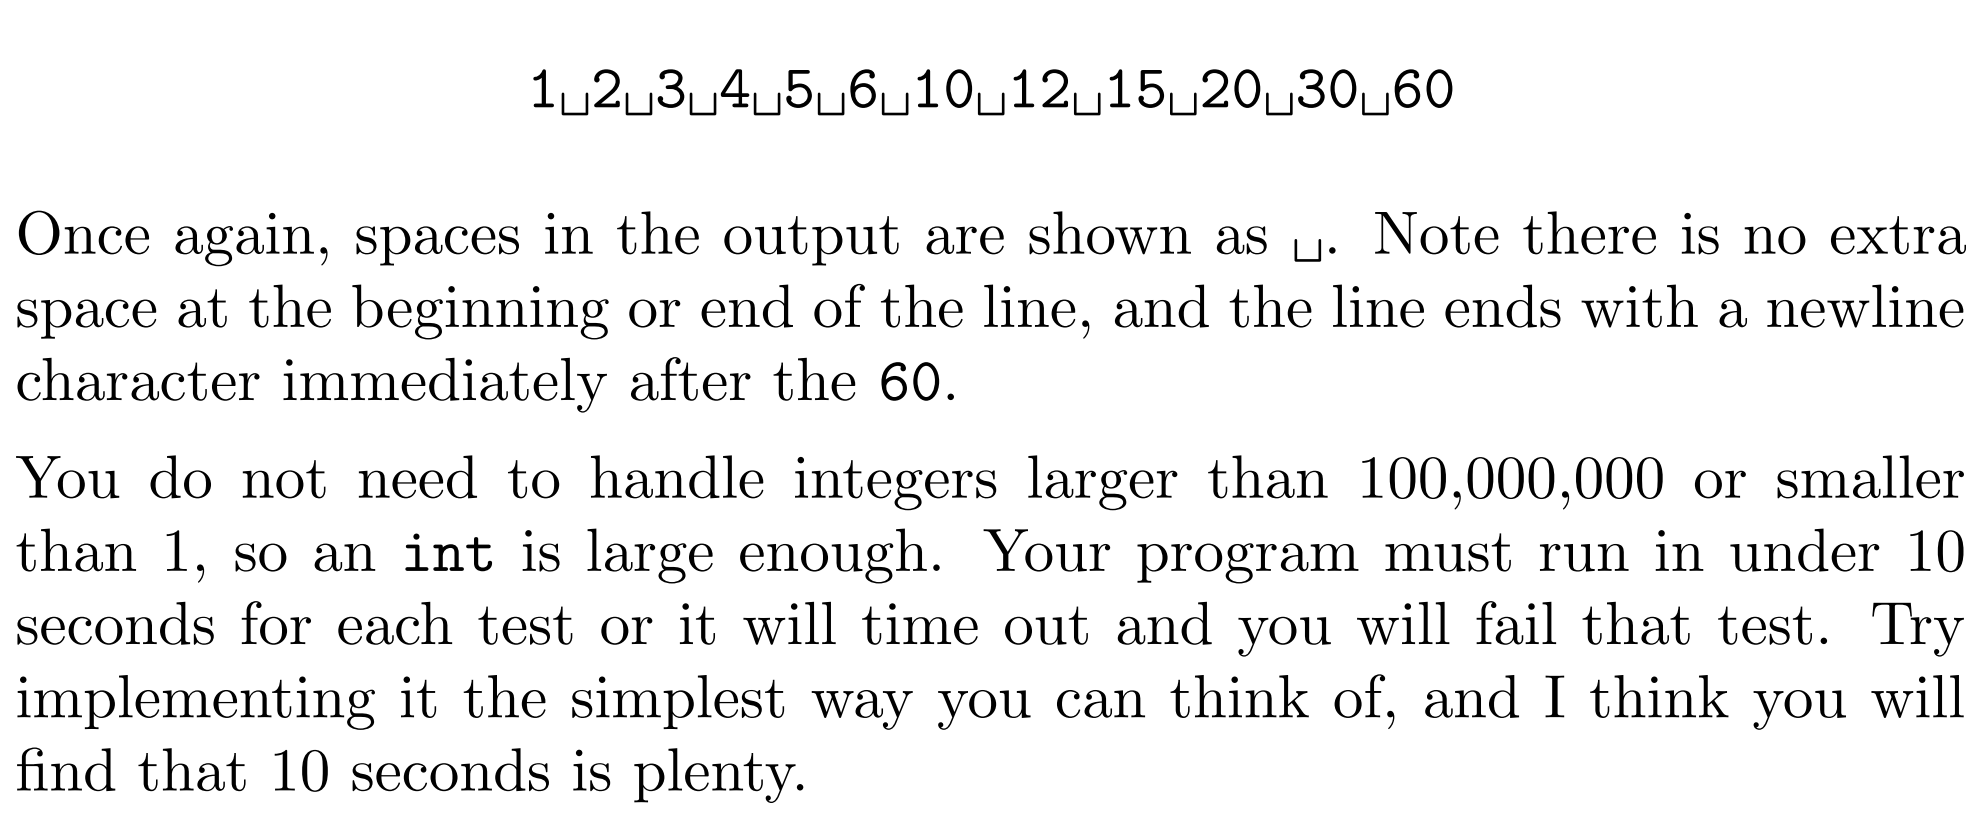 1␣2␣3␣4␣5␣6␣10␣12␣15␣20␣30␣60
Once again, spaces in the output are shown as ␣. Note there is no extra
space at the beginning or end of the line, and the line ends with a newline
character immediately after the 60.
You do not need to handle integers larger than 100,000,000 or smaller
than 1, so an int is large enough. Your program must run in under 10
seconds for each test or it will time out and you will fail that test. Try
implementing it the simplest way you can think of, and I think you will
find that 10 seconds is plenty.